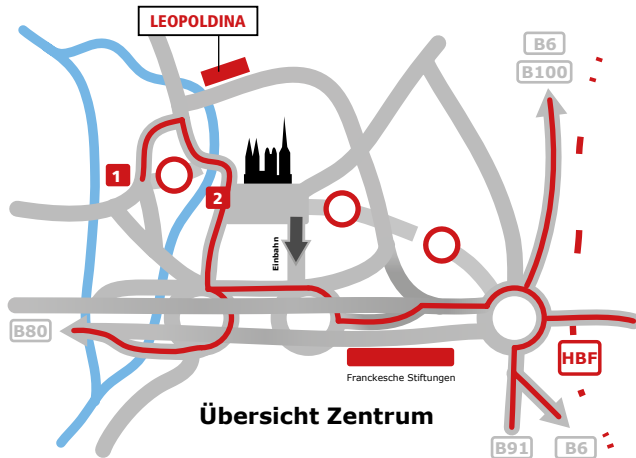 LEOPOLDINA
B6
B100
1
2
Einbahn
B80
HBF
Franckesche Stiftungen
Übersicht Zentrum
B91
B6